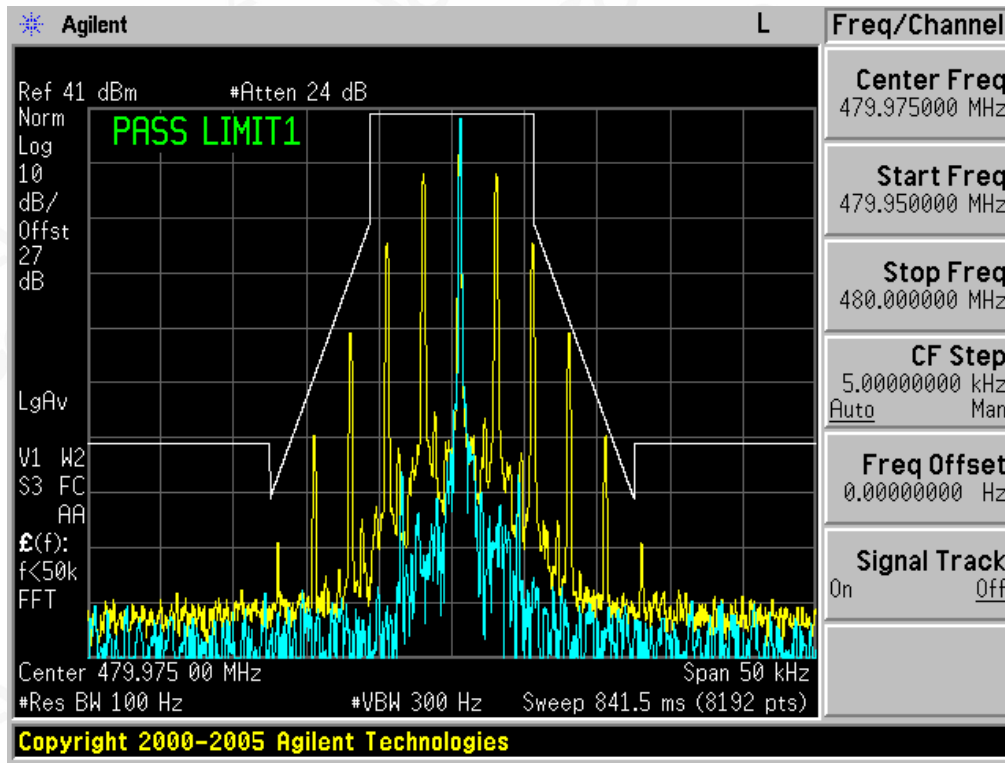 Agilent
L
Freq/Channel
Ref 41 dBm #Atten 24 dB
Norm
Log
10
dB/
Offst
27
dB
PASS LIMIT1
LgAv
V1 W2
S3 FC
AA
£(f):
f<50k
FFT
Center 479.975 00 MHz Span 50 kHz
#Res BW 100 Hz #VBW 300 Hz Sweep 841.5 ms (8192 pts)
Copyright 2000-2005 Agilent Technologies
Center Freq
479.975000 MHz
Start Freq
479.950000 MHz
Stop Freq
480.000000 MHz
CF Step
5.00000000 kHz
Auto Man
Freq Offset
0.00000000 Hz
Signal Track
On Off